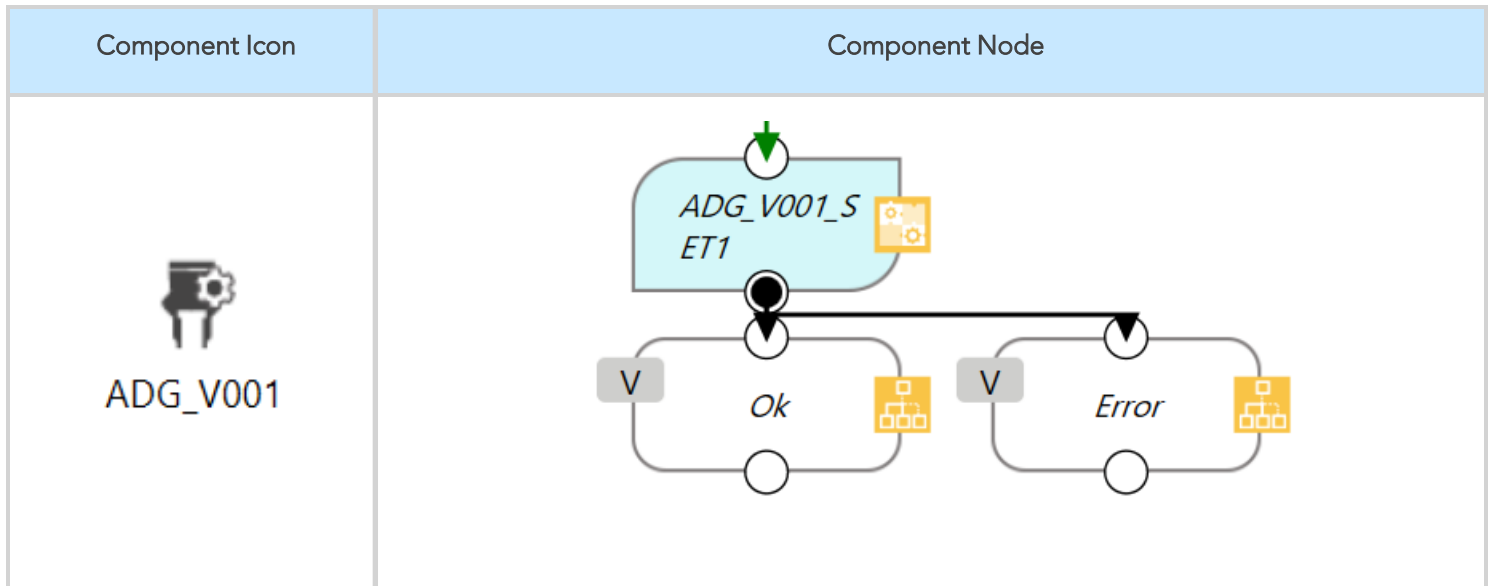 Component Icon
Component Node
ADG_V001
ADG_V001_S
ET1
V
Ok
V
Error